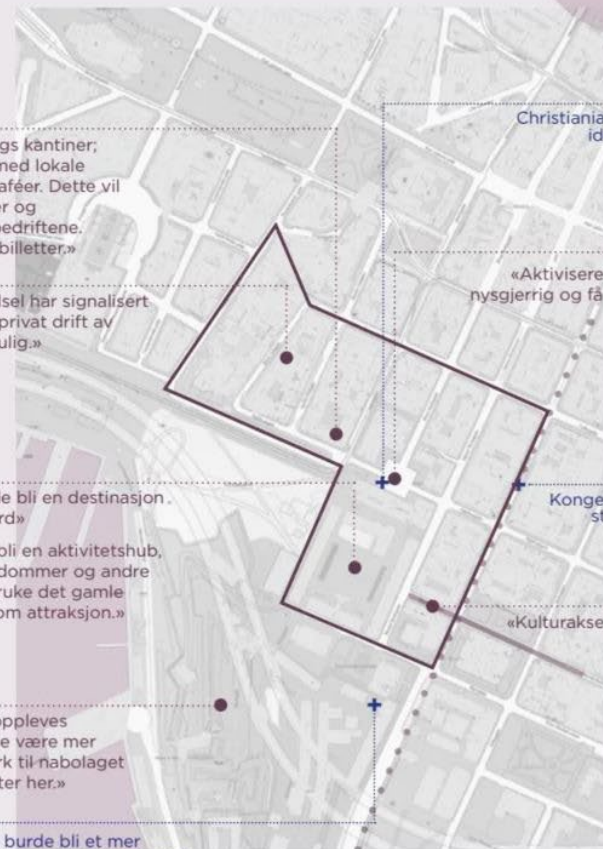 gs kantiner;
med lokale
aféer. Dette vil
er og
bedriftene.
billetter.»
lsel har signalisert
privat drift av
ulig.»
e bli en destinasjon
rd»
bli en aktivitetshub,
dommer og andre
ruke det gamle
om attraksjon.»
oppleves
e være mer
rk til nabolaget
ter her.»
burde bli et mer
Christiania
id
«Aktivisere
nysgjerrig og få
Konge
st
«Kulturakse